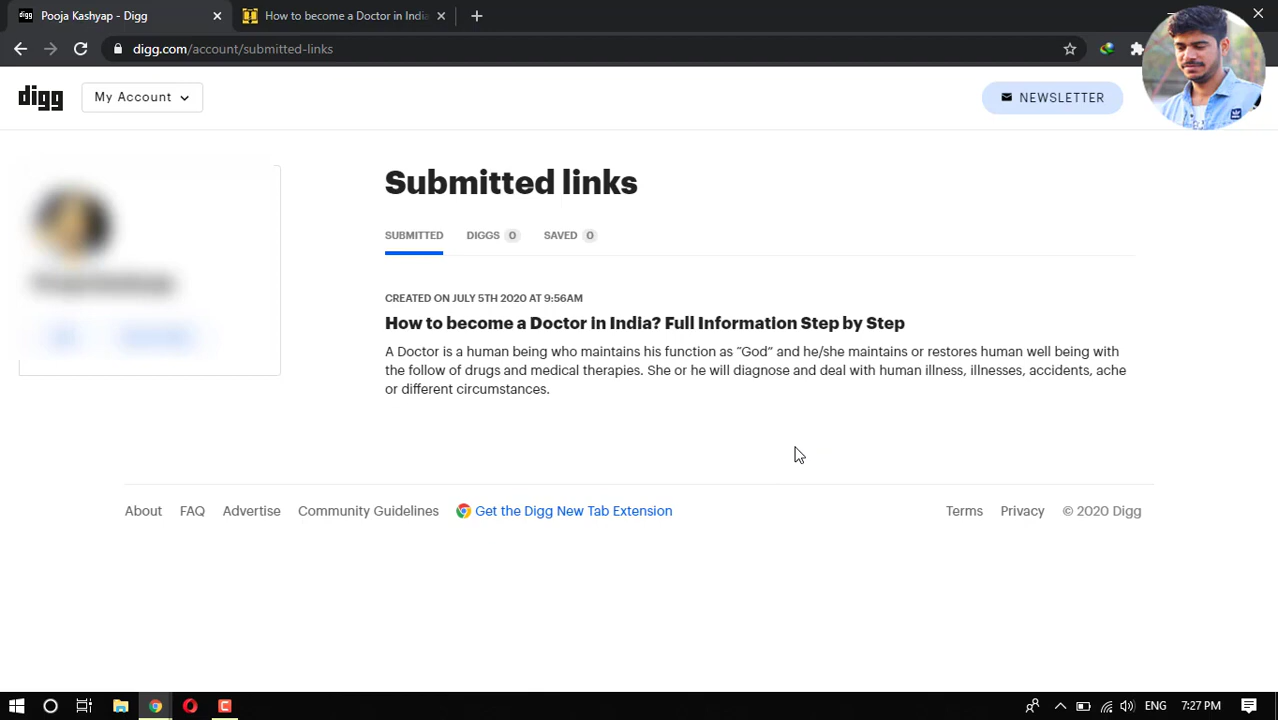 Pooja Kashyap - Digg
How to become a Doctor in India
digg.com/account/submitted-links
digg
My Account
NEWSLETTER
Submitted links
SUBMITTED
DIGGS 0
SAVED 0
CREATED ON JULY 5TH 2020 AT 9:56AM
How to become a Doctor in India? Full Information Step by Step
A Doctor is a human being who maintains his function as “God” and he/she maintains or restores human well being with
the follow of drugs and medical therapies. She or he will diagnose and deal with human illness, illnesses, accidents, ache
or different circumstances.
About
FAQ
Advertise
Community Guidelines
Get the Digg New Tab Extension
Terms
Privacy
© 2020 Digg
ENG
7:27 PM